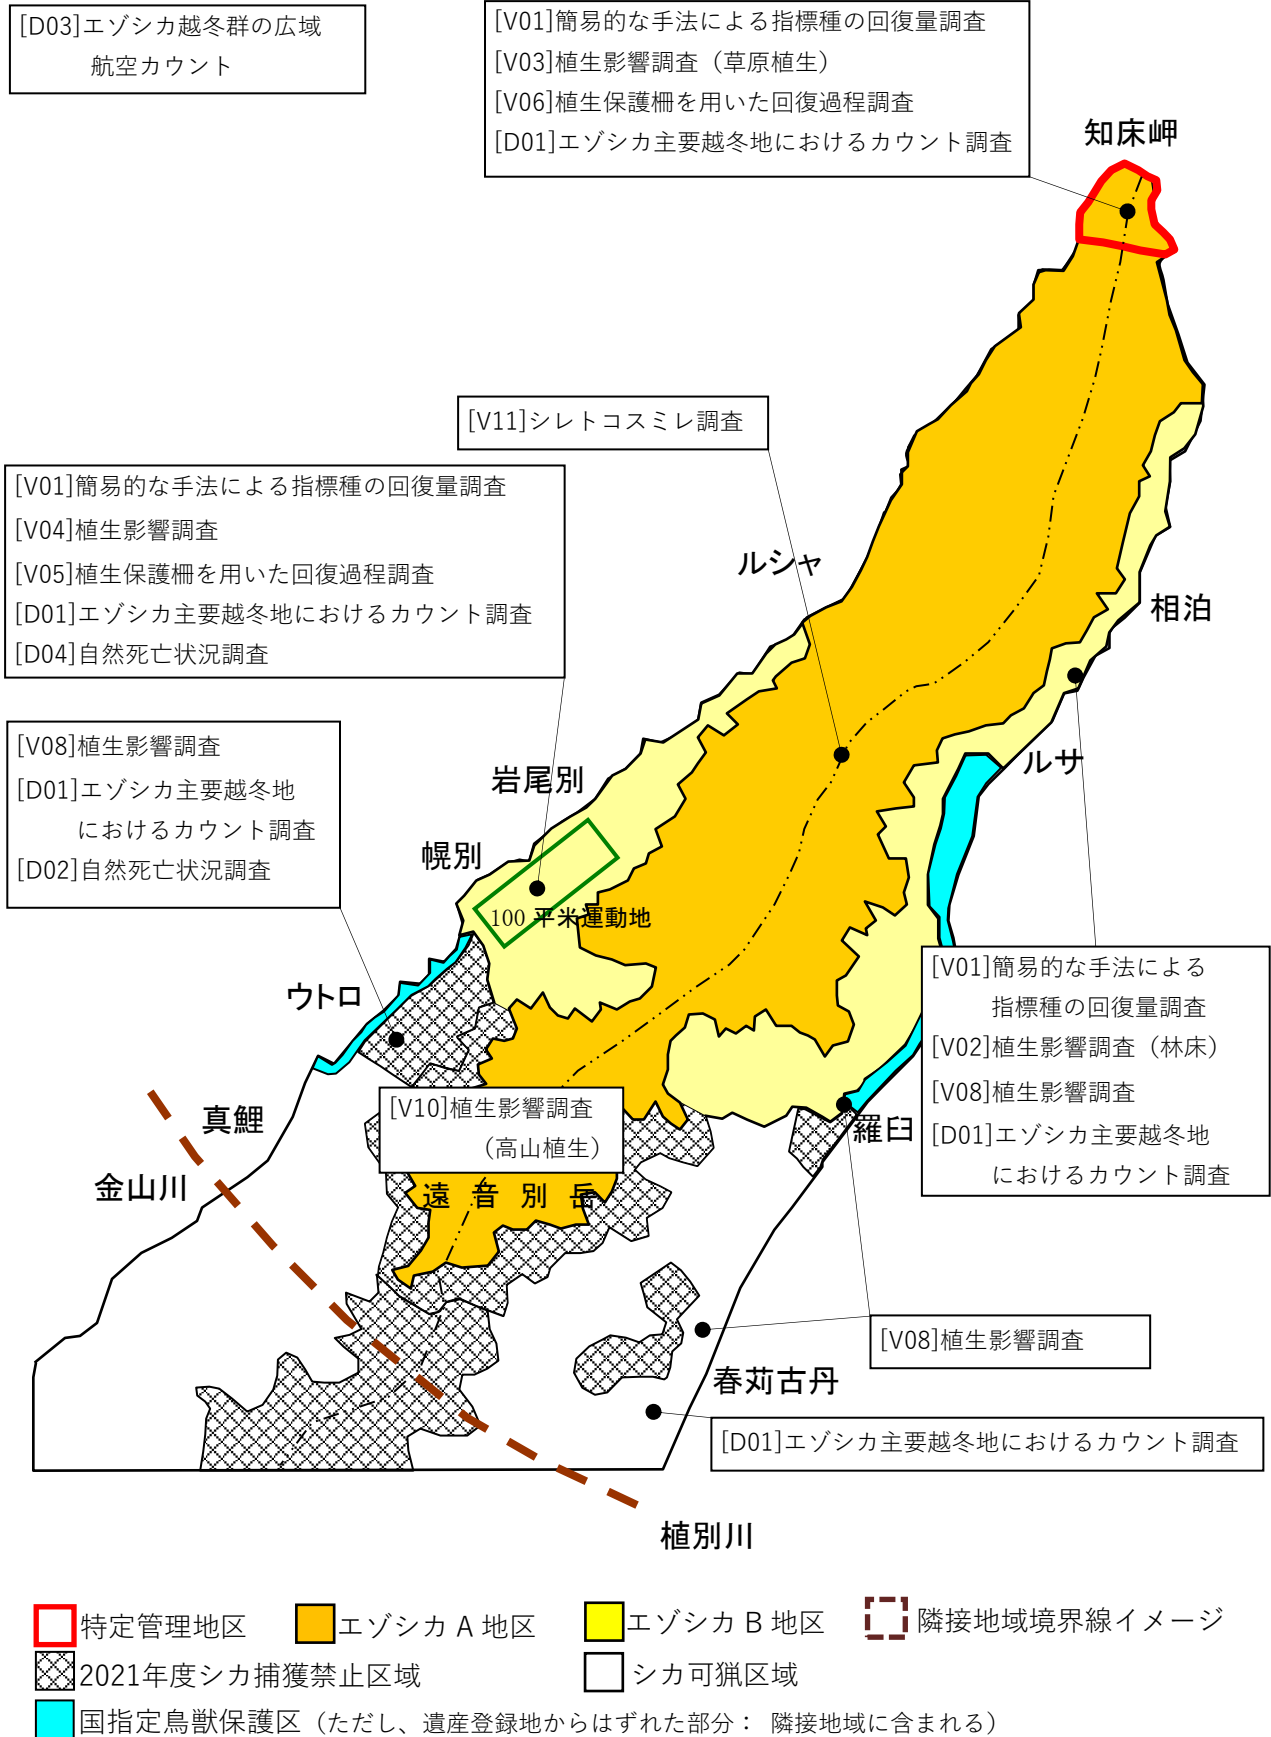 [D03]エゾシカ越冬群の広域
航空カウント
[V01]簡易的な手法による指標種の回復量調査
[V03]植生影響調査（草原植生）
[V06]植生保護柵を用いた回復過程調査
[D01]エゾシカ主要越冬地におけるカウント調査
知床岬
[V11]シレトコスミレ調査
[V01]簡易的な手法による指標種の回復量調査
[V04]植生影響調査
[V05]植生保護柵を用いた回復過程調査
[D01]エゾシカ主要越冬地におけるカウント調査
[D04]自然死亡状況調査
ルシャ
相泊
[V08]植生影響調査
[D01]エゾシカ主要越冬地
におけるカウント調査
[D02]自然死亡状況調査
岩尾別
ルサ
幌別
100 平米運動地
ウトロ
[V01]簡易的な手法による
指標種の回復量調査
[V02]植生影響調査（林床）
[V08]植生影響調査
[D01]エゾシカ主要越冬地
におけるカウント調査
[V10]植生影響調査
（高山植生）
真鯉
羅臼
金山川
遠音別岳
[V08]植生影響調査
春苅古丹
[D01]エゾシカ主要越冬地におけるカウント調査
植別川
特定管理地区
エゾシカ A 地区
エゾシカ B 地区
隣接地域境界線イメージ
2021年度シカ捕獲禁止区域
シカ可猟区域
国指定鳥獣保護区（ただし、遺産登録地からはずれた部分： 隣接地域に含まれる）